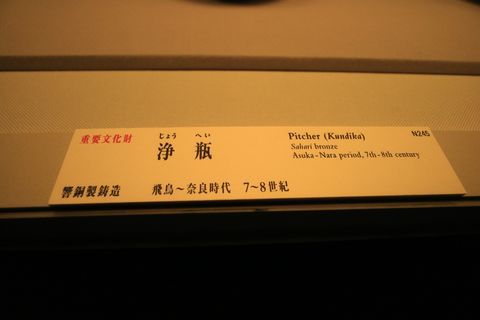 重要文化財
じょう へい
浄瓶
響銅製鋳造
飛鳥～奈良時代 7～8世紀
Pitcher (Kundika)
Sahari bronze
Asuka-Nara period, 7th-8th century
N245